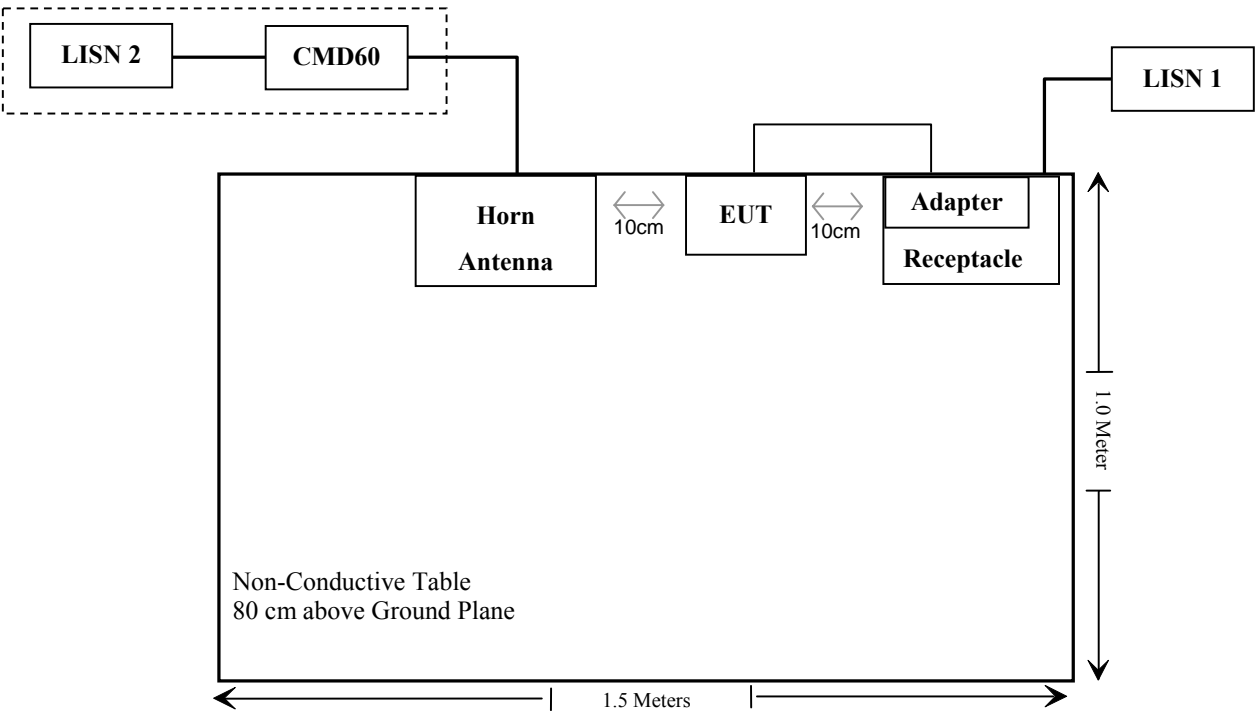 LISN 2
CMD60
LISN 1
Horn
Antenna
10cm
EUT
10cm
Adapter
Receptacle
1.0 Meter
Non-Conductive Table
80 cm above Ground Plane
1.5 Meters